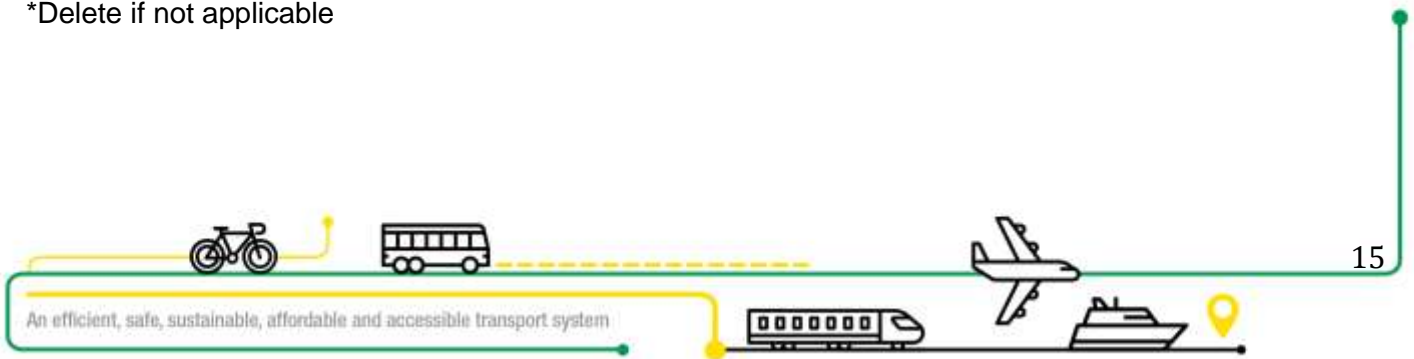 *Delete if not applicable
15
An efficient, safe, sustainable, affordable and accessible transport system